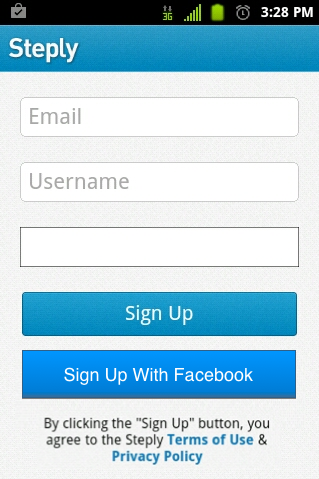 3G 3:28 PM
Steply
Email
Username
Sign Up
Sign Up With Facebook
By clicking the "Sign Up" button, you
agree to the Steply Terms of Use &
Privacy Policy